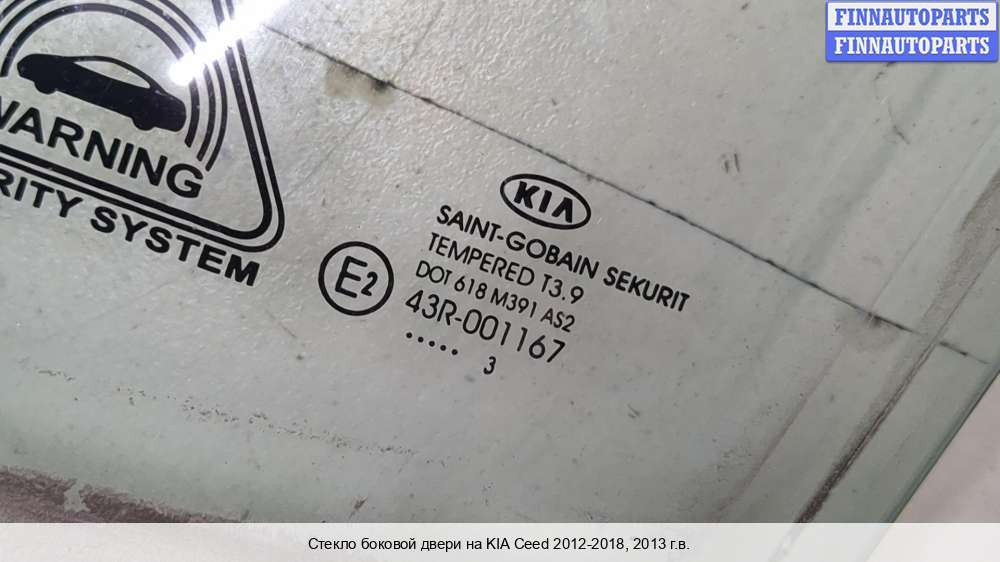 FINNAUTOPARTS
FINNAUTOPARTS
WARNING
SYSTEM
KIA
SAINT-GOBAIN SEKURIT
TEMPERED T3.9
DOT 618 M391 AS2
E2
43R-001167
.....
3
Стекло боковой двери на KIA Ceed 2012-2018, 2013 г.в.